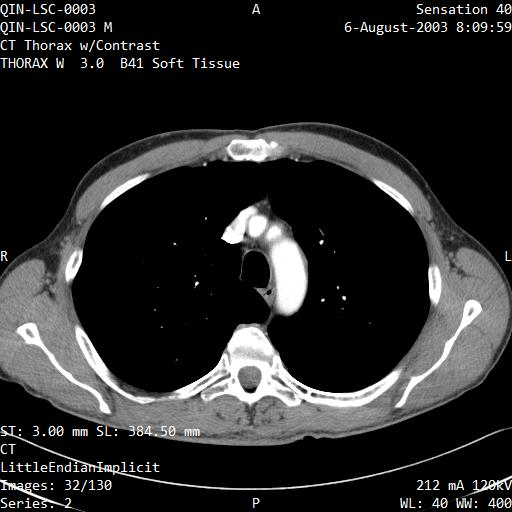 QIN-LSC-0003 A Sensation 40
QIN-LSC-0003 M 6-August-2003 8:09:59
CT Thorax w/Contrast
THORAX W 3.0 B41 Soft Tissue
R L
ST: 3.00 mm SL: 384.50 mm
CT
LittleEndianImplicit
Images: 32/130 212 mA 120kV
Series: 2 P WL: 40 WW: 400